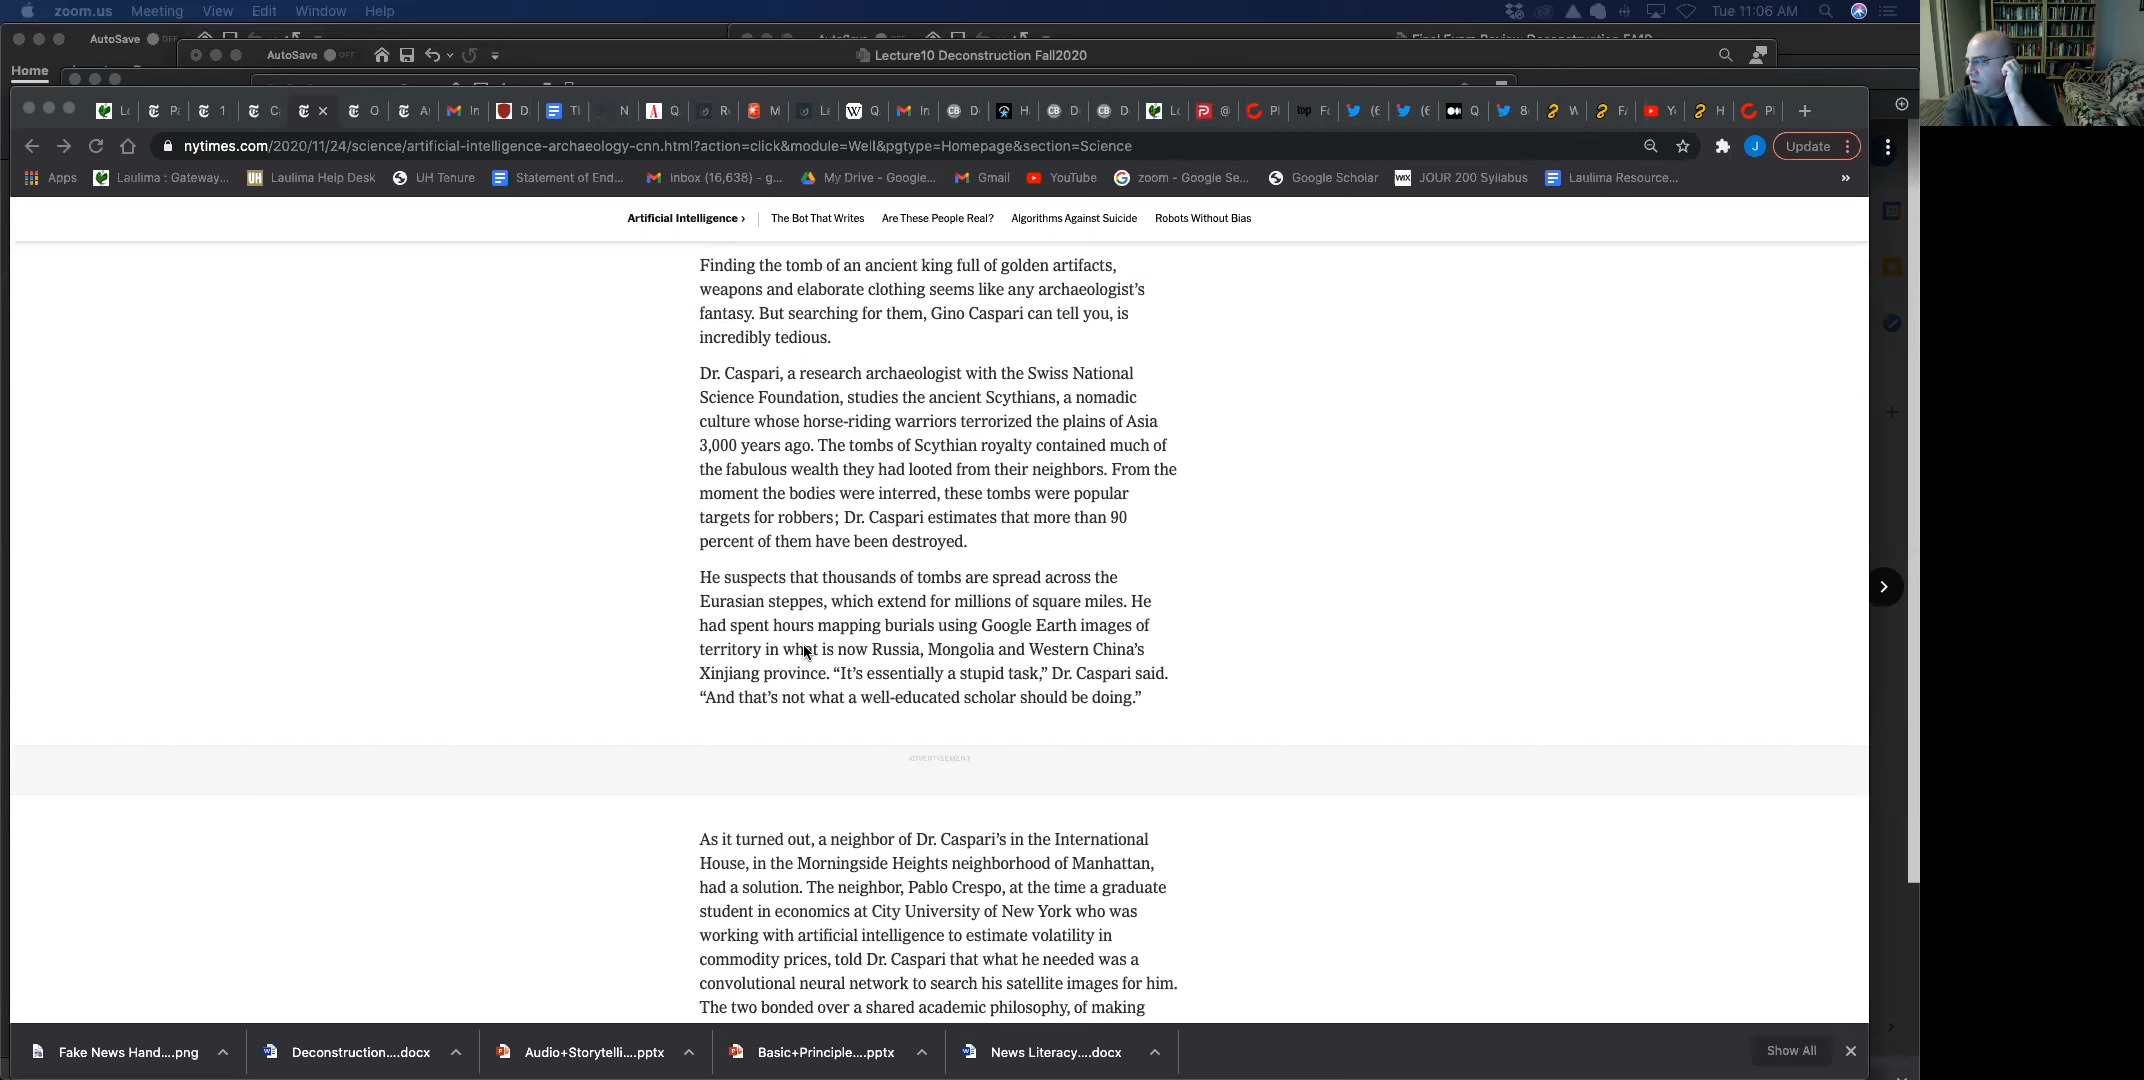 zoom.us Meeting View Edit Window Help Tue 11:06 AM
AutoSave OFF
AutoSave OFF Lecture10 Deconstruction Fall2020
Home
nytimes.com/2020/11/24/science/artificial-intelligence-archaeology-cnn.html?action=click&module=Well&pgtype=Homepage&section=Science
J Update
Apps Laulima : Gateway... Laulima Help Desk UH Tenure Statement of End... Inbox (16,638) - g... My Drive - Google... Gmail YouTube zoom - Google Se... Google Scholar JOUR 200 Syllabus Laulima Resource... »
Artificial Intelligence › The Bot That Writes Are These People Real? Algorithms Against Suicide Robots Without Bias
Finding the tomb of an ancient king full of golden artifacts,
weapons and elaborate clothing seems like any archaeologist’s
fantasy. But searching for them, Gino Caspari can tell you, is
incredibly tedious.
Dr. Caspari, a research archaeologist with the Swiss National
Science Foundation, studies the ancient Scythians, a nomadic
culture whose horse-riding warriors terrorized the plains of Asia
3,000 years ago. The tombs of Scythian royalty contained much of
the fabulous wealth they had looted from their neighbors. From the
moment the bodies were interred, these tombs were popular
targets for robbers; Dr. Caspari estimates that more than 90
percent of them have been destroyed.
He suspects that thousands of tombs are spread across the
Eurasian steppes, which extend for millions of square miles. He
had spent hours mapping burials using Google Earth images of
territory in what is now Russia, Mongolia and Western China’s
Xinjiang province. “It’s essentially a stupid task,” Dr. Caspari said.
“And that’s not what a well-educated scholar should be doing.”
ADVERTISEMENT
As it turned out, a neighbor of Dr. Caspari’s in the International
House, in the Morningside Heights neighborhood of Manhattan,
had a solution. The neighbor, Pablo Crespo, at the time a graduate
student in economics at City University of New York who was
working with artificial intelligence to estimate volatility in
commodity prices, told Dr. Caspari that what he needed was a
convolutional neural network to search his satellite images for him.
The two bonded over a shared academic philosophy, of making
Fake News Hand....png Deconstruction....docx Audio+Storytelli....pptx Basic+Principle....pptx News Literacy....docx Show All